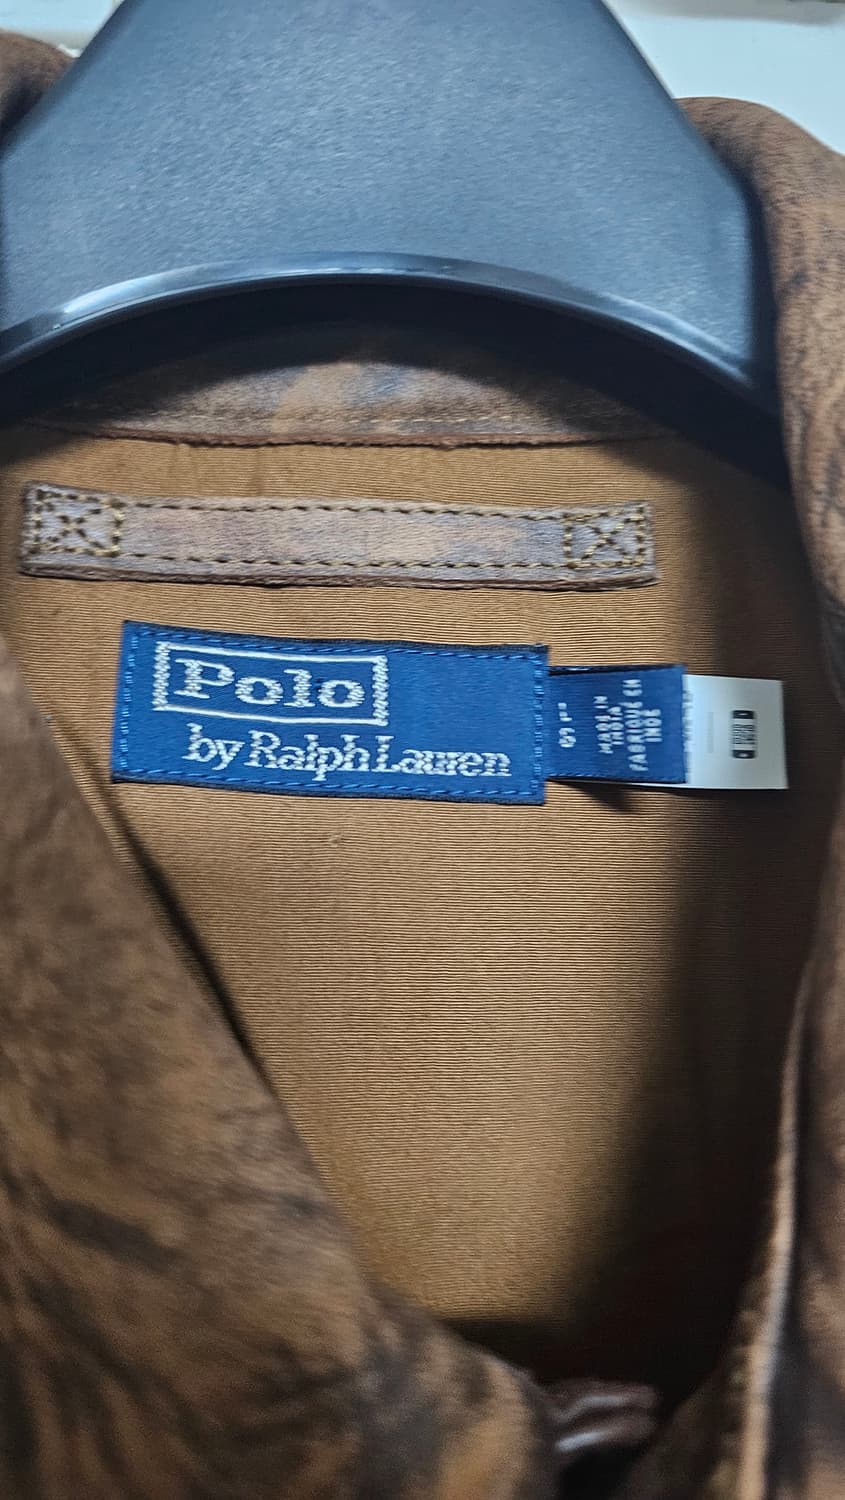 Polo
by Ralph Lauren
MADE IN
INDIA
FABRIQUÉ EN
INDE